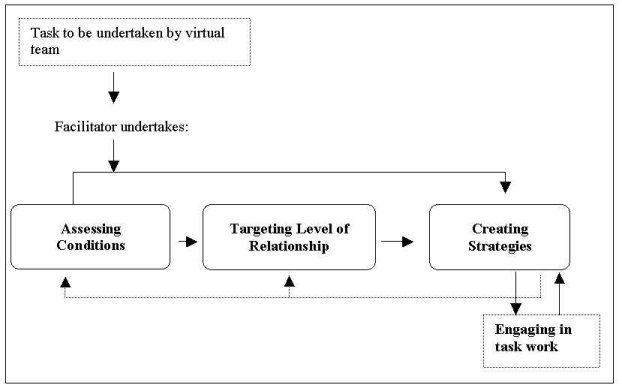 Task to be undertaken by virtual
team
Facilitator undertakes:
Assessing
Conditions
Targeting Level of
Relationship
Creating
Strategies
Engaging in
task work